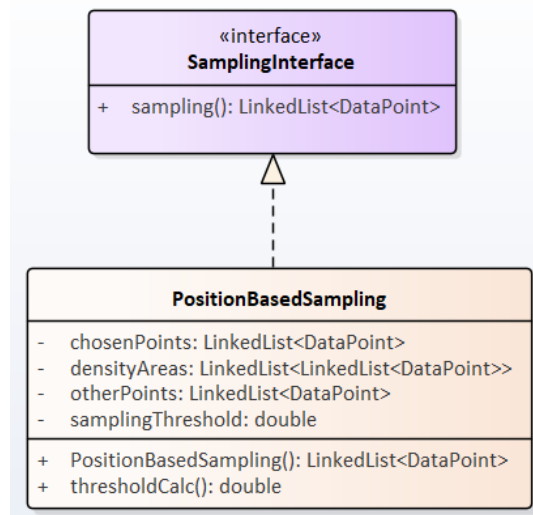 «interface»
SamplingInterface
+ sampling(): LinkedList<DataPoint>
PositionBasedSampling
- chosenPoints: LinkedList<DataPoint>
- densityAreas: LinkedList<LinkedList<DataPoint>>
- otherPoints: LinkedList<DataPoint>
- samplingThreshold: double
+ PositionBasedSampling(): LinkedList<DataPoint>
+ thresholdCalc(): double